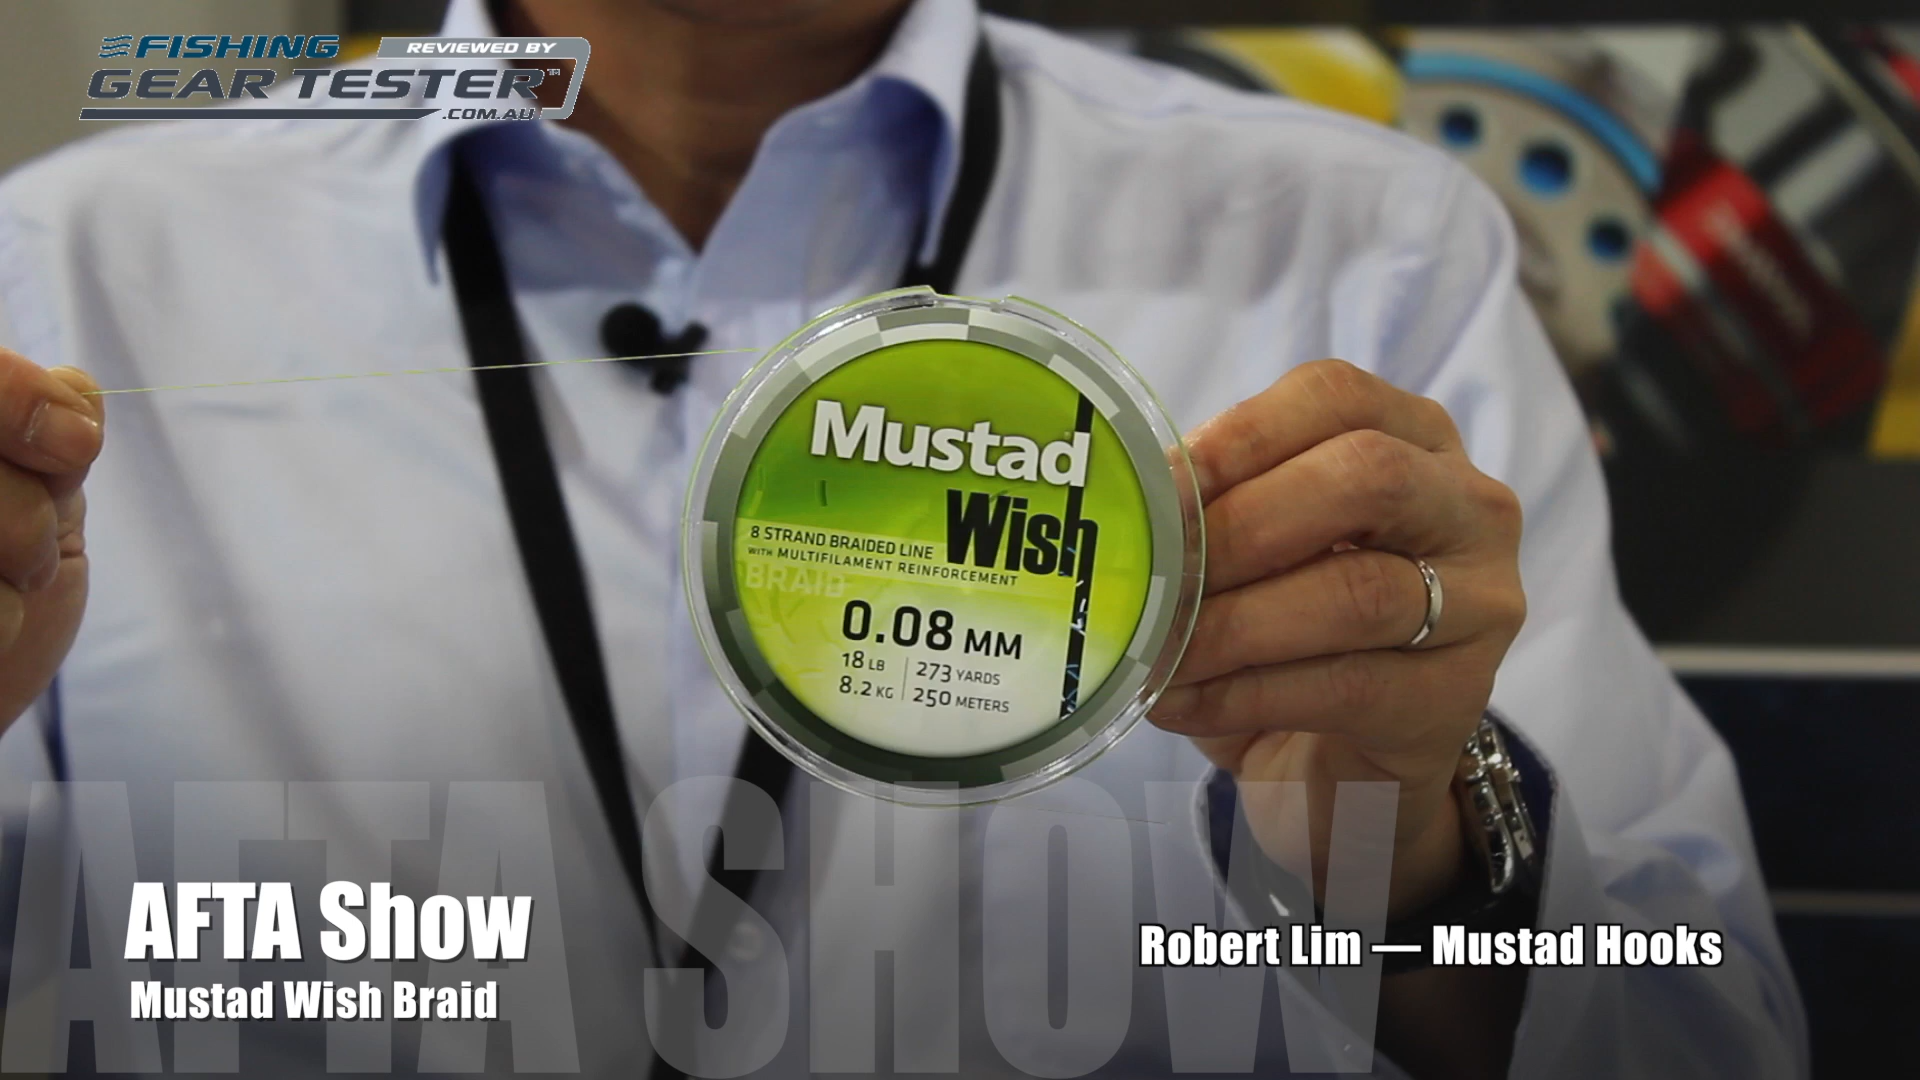 FISHING REVIEWED BY
GEAR TESTER™
.COM.AU
Mustad
Wish
8 STRAND BRAIDED LINE
WITH MULTIFILAMENT REINFORCEMENT
BRAID
0.08 MM
18 LB 273 YARDS
8.2 KG 250 METERS
AFTA SHOW
AFTA Show
Mustad Wish Braid
Robert Lim — Mustad Hooks